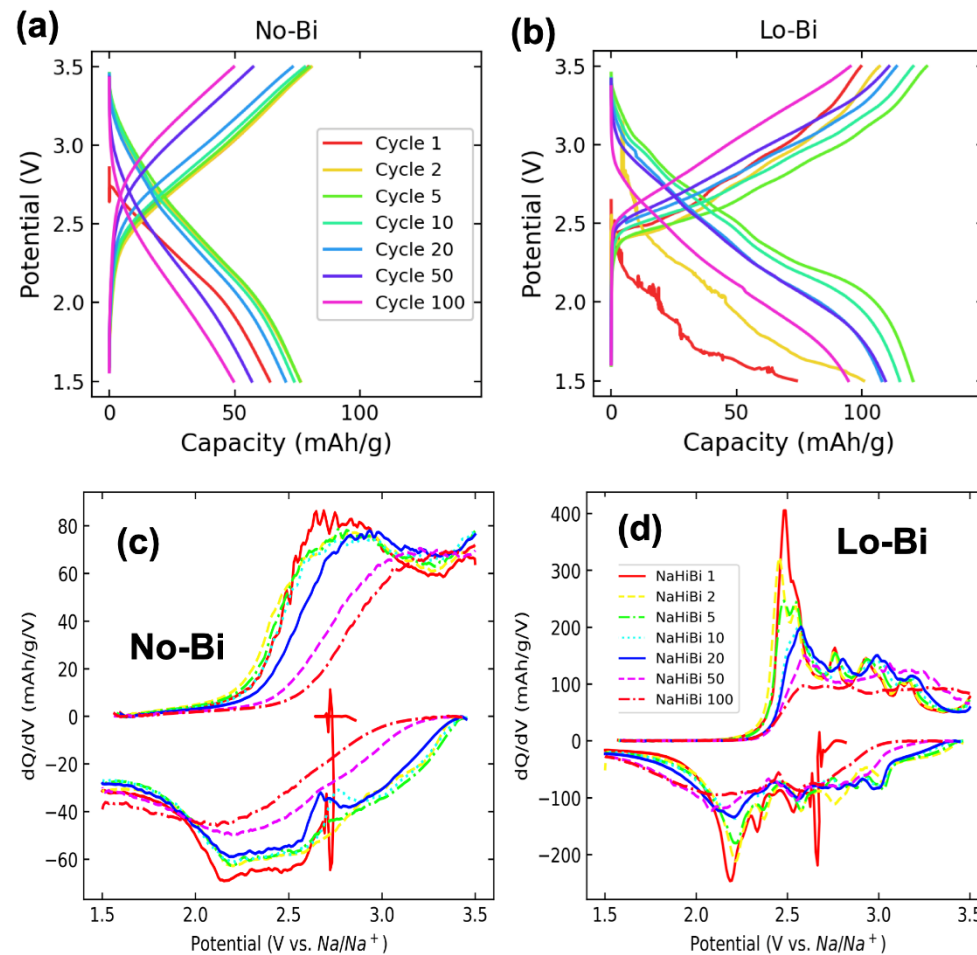 (a)
No-Bi
3.5
3.0
2.5
2.0
1.5
Potential (V)
0
50
100
Capacity (mAh/g)
Cycle 1
Cycle 2
Cycle 5
Cycle 10
Cycle 20
Cycle 50
Cycle 100
(b)
Lo-Bi
3.5
3.0
2.5
2.0
1.5
Potential (V)
0
50
100
Capacity (mAh/g)
(c)
No-Bi
80
60
40
20
0
−20
−40
−60
dQ/dV (mAh/g/V)
1.5
2.0
2.5
3.0
3.5
Potential (V vs. Na/Na+)
(d)
Lo-Bi
400
300
200
100
0
−100
−200
dQ/dV (mAh/g/V)
NaHiBi 1
NaHiBi 2
NaHiBi 5
NaHiBi 10
NaHiBi 20
NaHiBi 50
NaHiBi 100
1.5
2.0
2.5
3.0
3.5
Potential (V vs. Na/Na+)